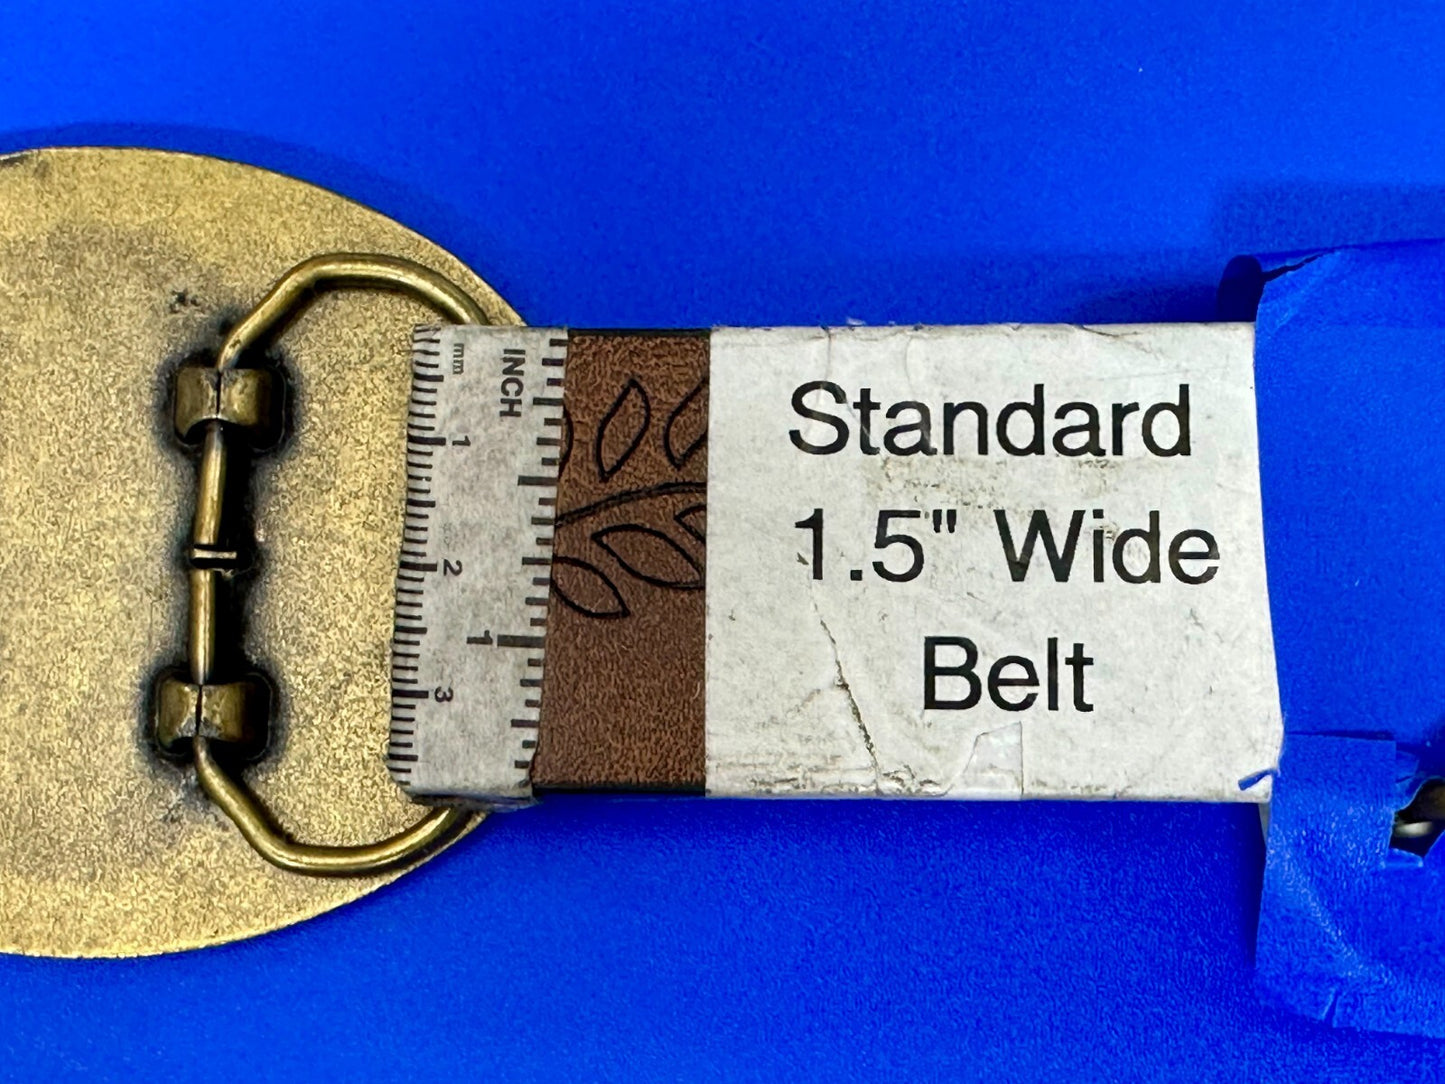 Standard
1.5" Wide
Belt
INCH
1
mm
1
2
3